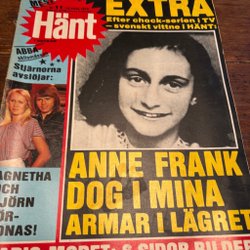 EXTRA
Efter chock-serien i TV
– svenskt vittne i HÄNT:
Hänt
ABBA-
Stjärnorna
avslöjar:
AGNETHA
OCH
BJÖRN
ANNE FRANK
DOG I MINA
ARMAR I LÄGRET